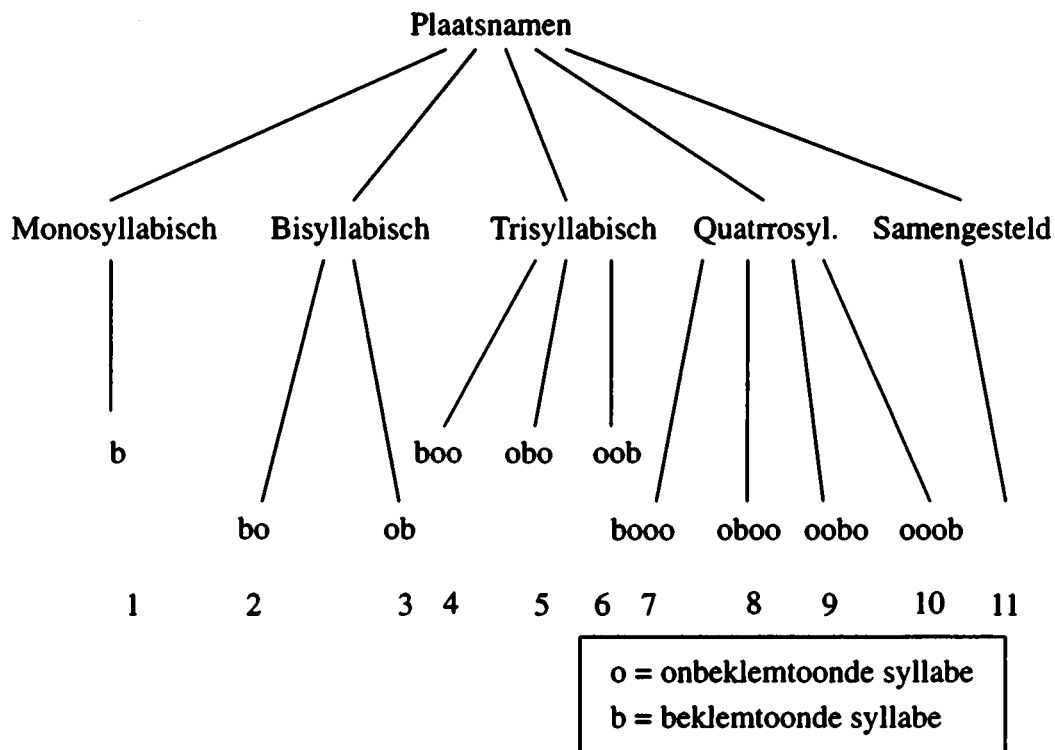 Plaatsnamen
Monosyllabisch Bisyllabisch Trisyllabisch Quatrrosyl. Samengesteld
b boo obo oob
bo ob booo oboo oobo ooob
1 2 3 4 5 6 7 8 9 10 11
o = onbeklemtoonde syllabe
b = beklemtoonde syllabe